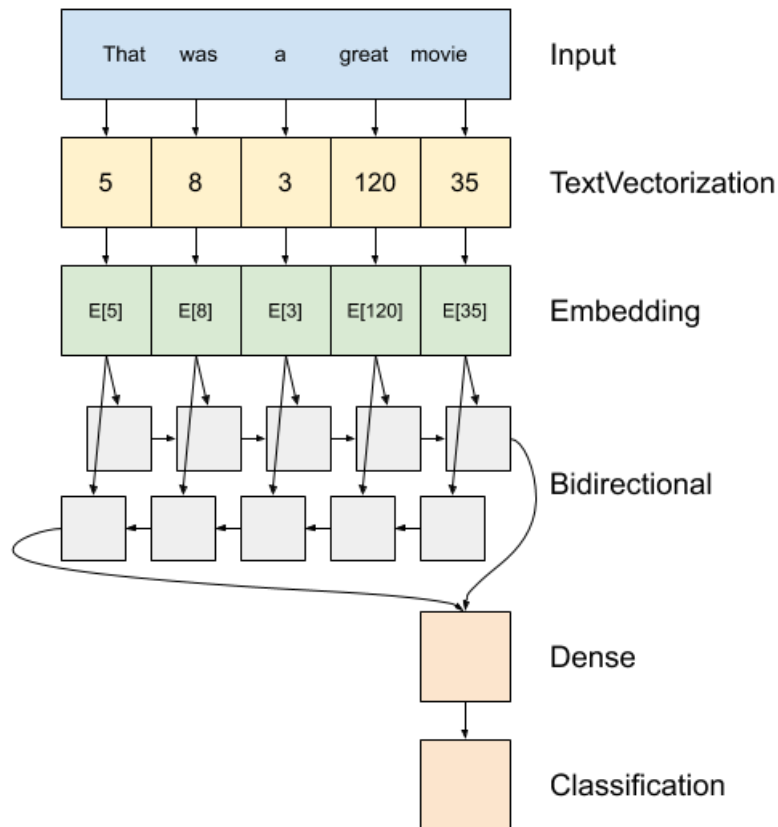 That was a great movie Input
5 8 3 120 35 TextVectorization
E[5] E[8] E[3] E[120] E[35] Embedding
Bidirectional
Dense
Classification